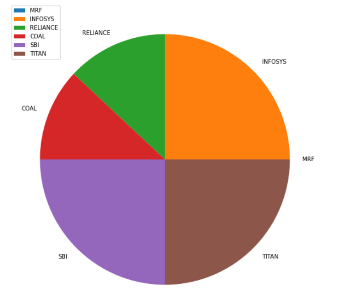 MRF
INFOSYS
RELIANCE
COAL
SBI
TITAN
RELIANCE
INFOSYS
COAL
MRF
SBI
TITAN